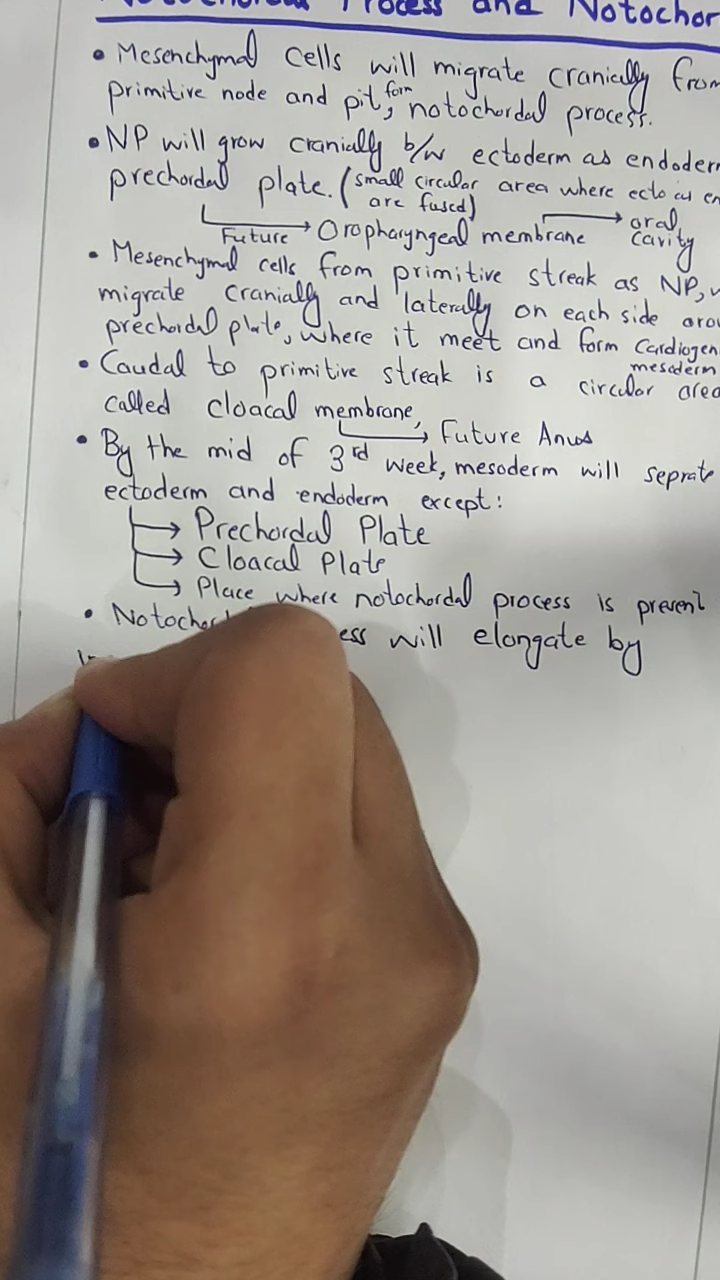 Notochordal Process and Notochor
• Mesenchymal cells will migrate cranially from
primitive node and pit, form notochordal process.
• NP will grow cranially b/w ectoderm as endoderm
prechordal plate. (small circular area where ecto as en
are fused)
Future → Oropharyngeal membrane → oral cavity
• Mesenchymal cells from primitive streak as NP,
migrate cranially and laterally on each side arou
prechordal plate, where it meet and form cardiogen
mesoderm
• Caudal to primitive streak is a circular area
called cloacal membrane,
→ Future Anus
• By the mid of 3rd week, mesoderm will seprate
ectoderm and endoderm except:
→ Prechordal Plate
→ Cloacal Plate
→ Place where notochordal process is present
• Notochor ess will elongate by